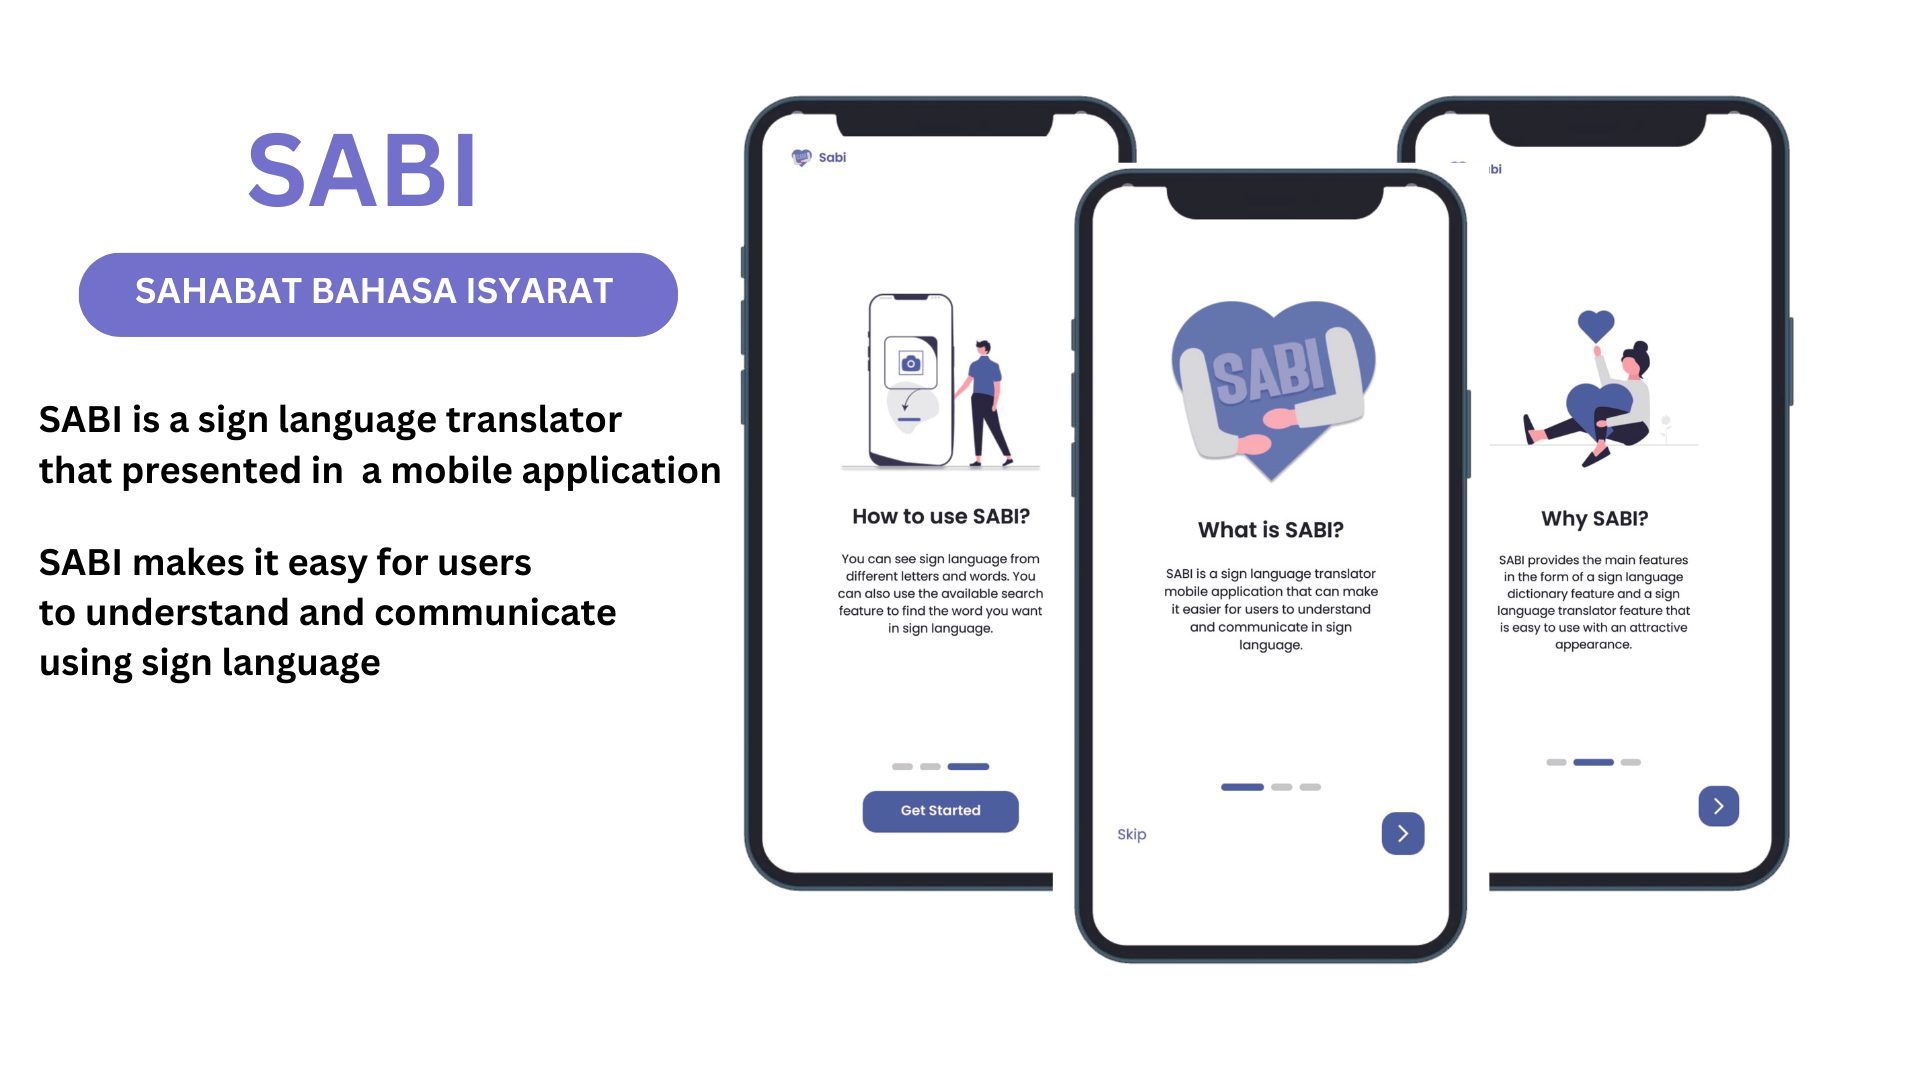 SABI
SAHABAT BAHASA ISYARAT
SABI is a sign language translator
that presented in a mobile application
SABI makes it easy for users
to understand and communicate
using sign language
Sabi
How to use SABI?
You can see sign language from
different letters and words. You
can also use the available search
feature to find the word you want
in sign language.
Get Started
SABI
What is SABI?
SABI is a sign language translator
mobile application that can make
it easier for users to understand
and communicate in sign
language.
Skip
bi
Why SABI?
SABI provides the main features
in the form of a sign language
dictionary feature and a sign
language translator feature that
is easy to use with an attractive
appearance.